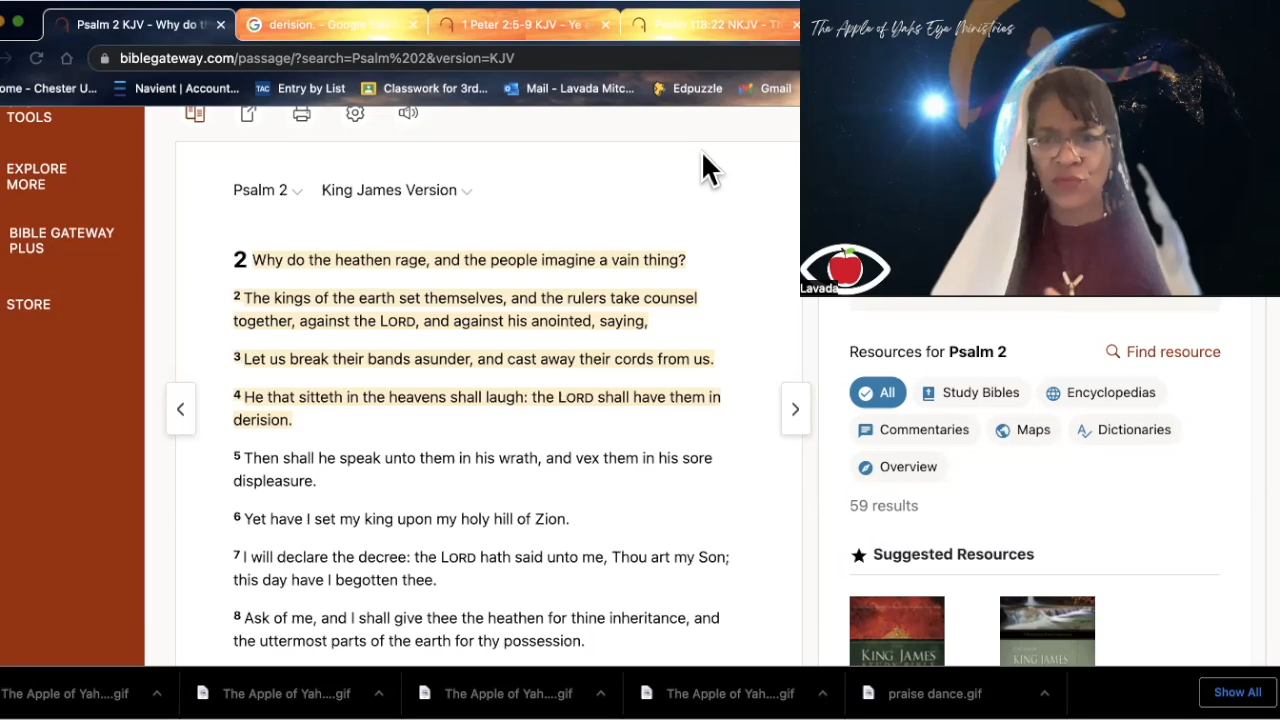 Psalm 2 KJV - Why do th
derision. - Google
1 Peter 2:5-9 KJV - Ye
118:22 NKJV - Th
The Apple of Yahs Eye Ministries
biblegateway.com/passage/?search=Psalm%202&version=KJV
ome - Chester U...
Navient | Account...
TAC
Entry by List
Classwork for 3rd...
Mail - Lavada Mitc...
Edpuzzle
Gmail
TOOLS
EXPLORE
MORE
BIBLE GATEWAY
PLUS
STORE
Psalm 2
King James Version
2 Why do the heathen rage, and the people imagine a vain thing?
2 The kings of the earth set themselves, and the rulers take counsel
together, against the LORD, and against his anointed, saying,
3 Let us break their bands asunder, and cast away their cords from us.
4 He that sitteth in the heavens shall laugh: the LORD shall have them in
derision.
5 Then shall he speak unto them in his wrath, and vex them in his sore
displeasure.
6 Yet have I set my king upon my holy hill of Zion.
7 I will declare the decree: the LORD hath said unto me, Thou art my Son;
this day have I begotten thee.
8 Ask of me, and I shall give thee the heathen for thine inheritance, and
the uttermost parts of the earth for thy possession.
Lavada
Resources for Psalm 2
Find resource
All
Study Bibles
Encyclopedias
Commentaries
Maps
Dictionaries
Overview
59 results
Suggested Resources
KING JAMES
KING JAMES
The Apple of Yah....gif
The Apple of Yah....gif
The Apple of Yah....gif
The Apple of Yah....gif
praise dance.gif
Show All